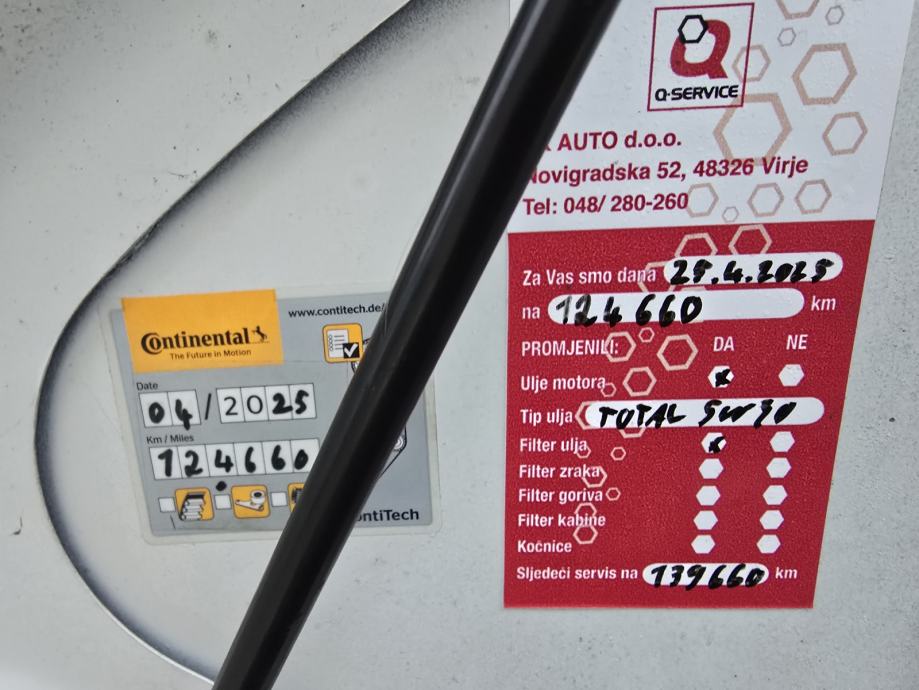 Q-SERVICE
AUTO d.o.o.
Novigradska 52, 48326 Virje
Tel: 048/ 280-260
Za Vas smo dana 25.4.2025
na 124660 km
PROMJENILI: DA NE
Ulje motora
Tip ulja TOTAL 5W30
Filter ulja
Filter zraka
Filter goriva
Filter kabine
Kočnice
Sljedeći servis na 139660 km
www.contitech.de/
Continental
The Future in Motion
Date
04/2025
Km / Miles
124660
ContiTech